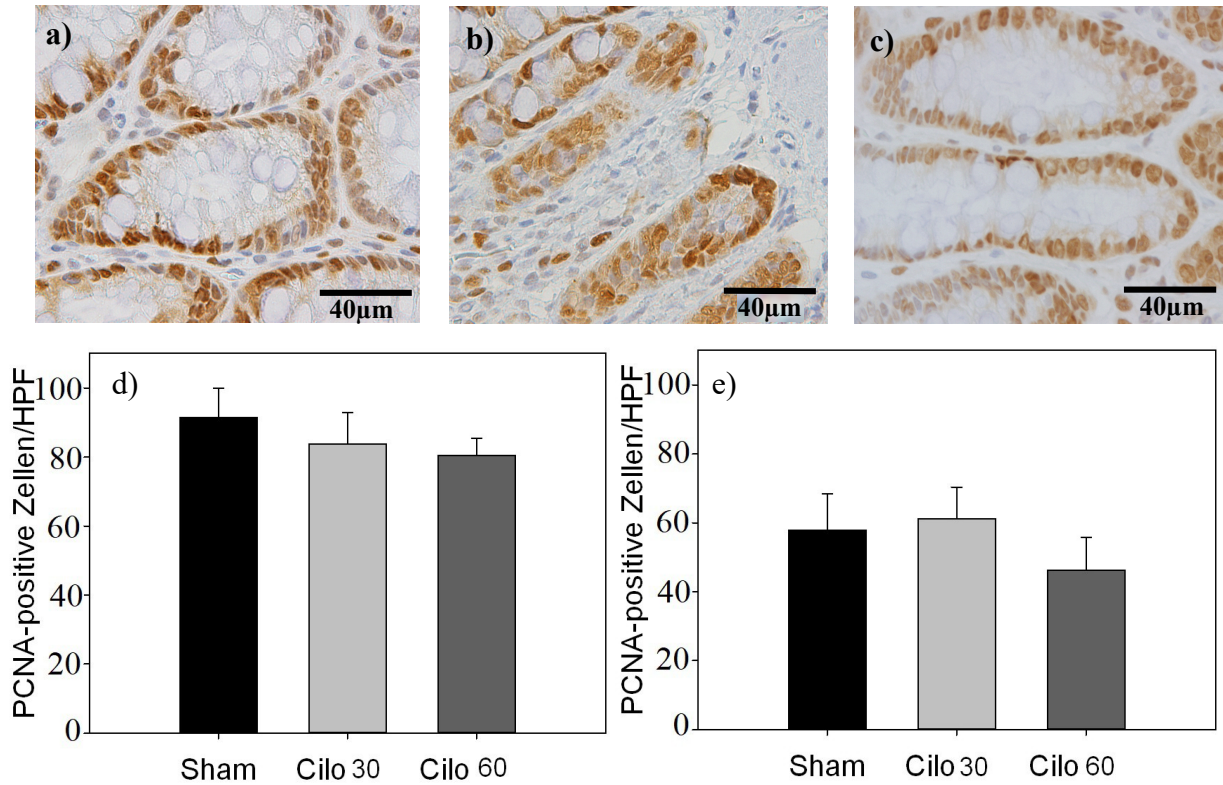 a)
b)
c)
40µm
40µm
40µm
d)
PCNA-positive Zellen/HPF
100
80
60
40
20
0
Sham
Cilo 30
Cilo 60
e)
PCNA-positive Zellen/HPF
100
80
60
40
20
0
Sham
Cilo 30
Cilo 60